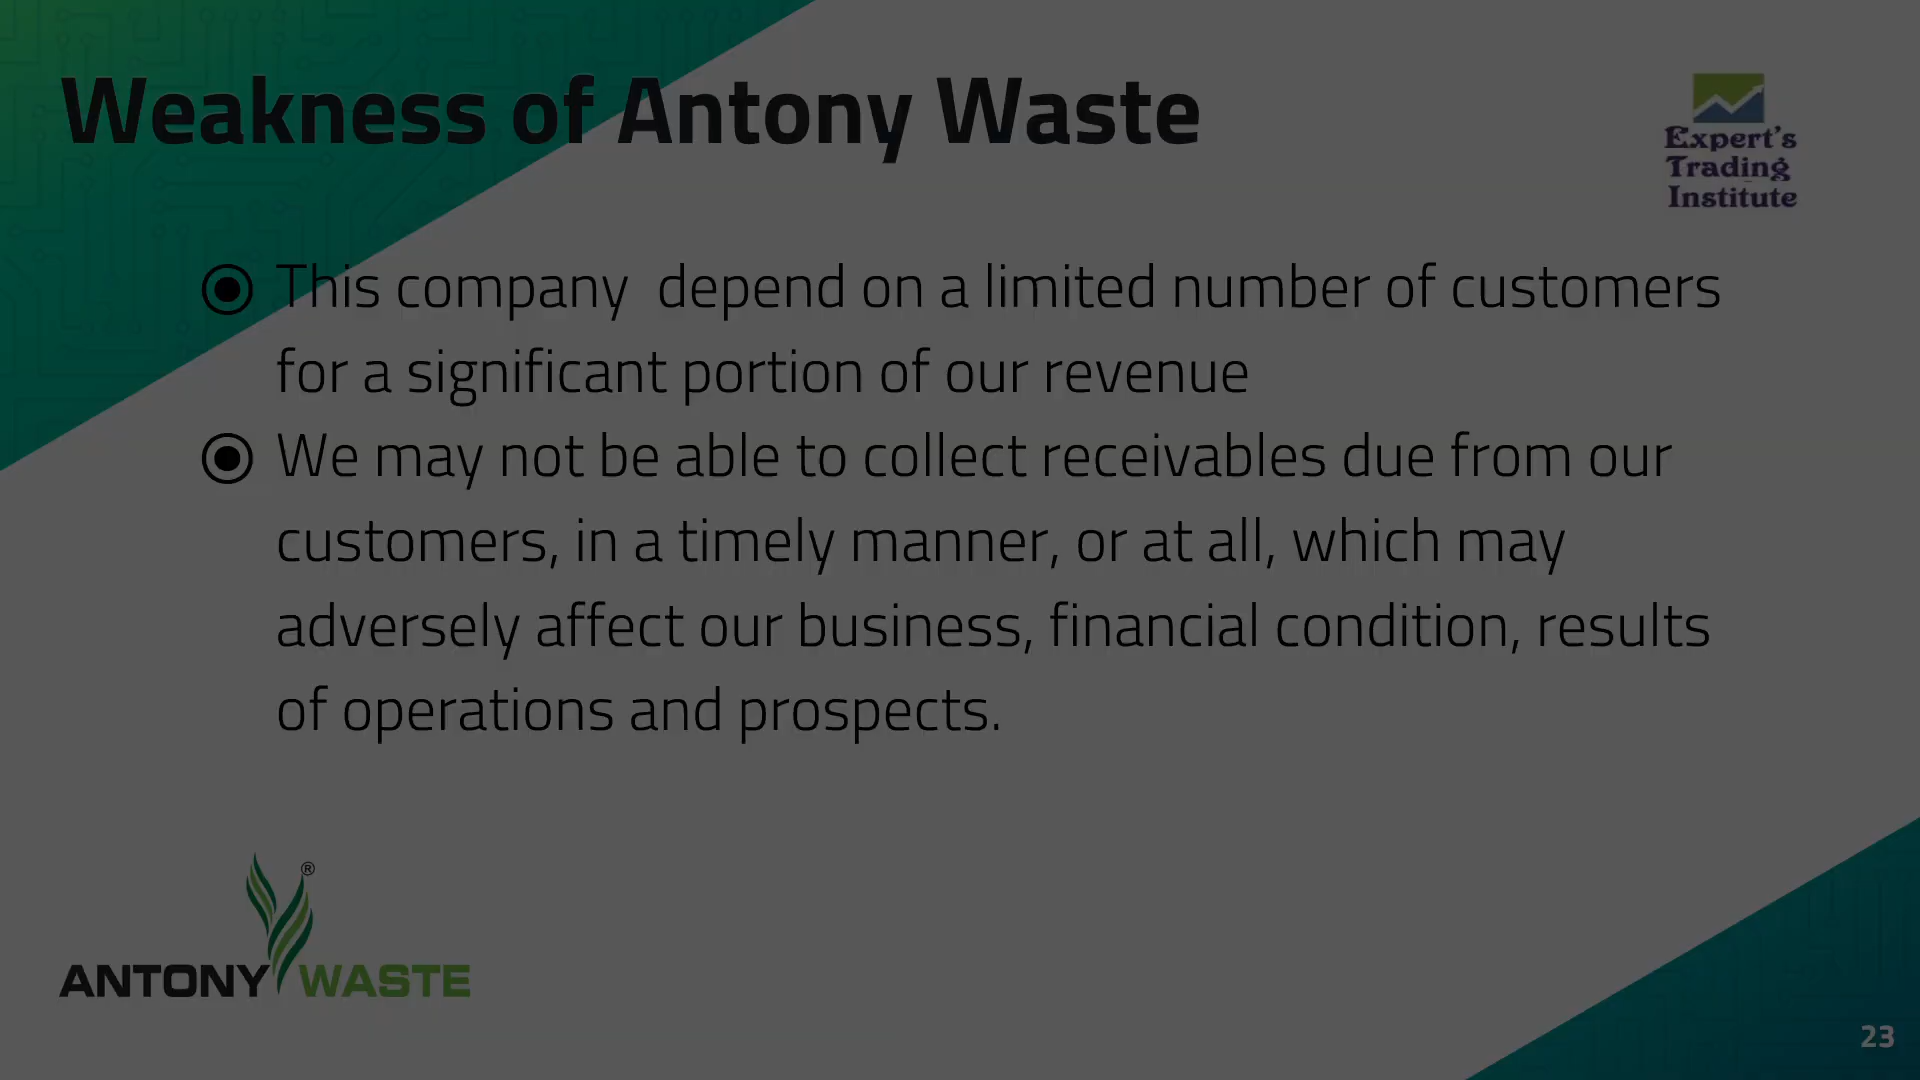 Weakness of Antony Waste
Expert's
Trading
Institute
This company  depend on a limited number of customers
for a significant portion of our revenue
We may not be able to collect receivables due from our
customers, in a timely manner, or at all, which may
adversely affect our business, financial condition, results
of operations and prospects.
®
ANTONY WASTE
23